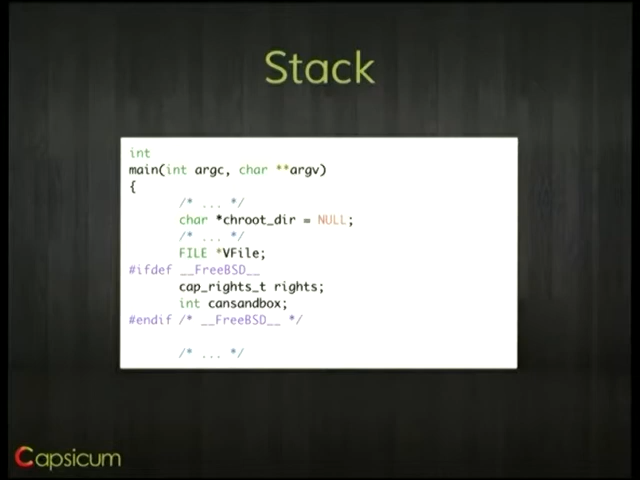 Stack
int
main(int argc, char **argv)
{
/* ... */
char *chroot_dir = NULL;
/* ... */
FILE *VFile;
#ifdef __FreeBSD__
cap_rights_t rights;
int cansandbox;
#endif /* __FreeBSD__ */
/* ... */
Capsicum